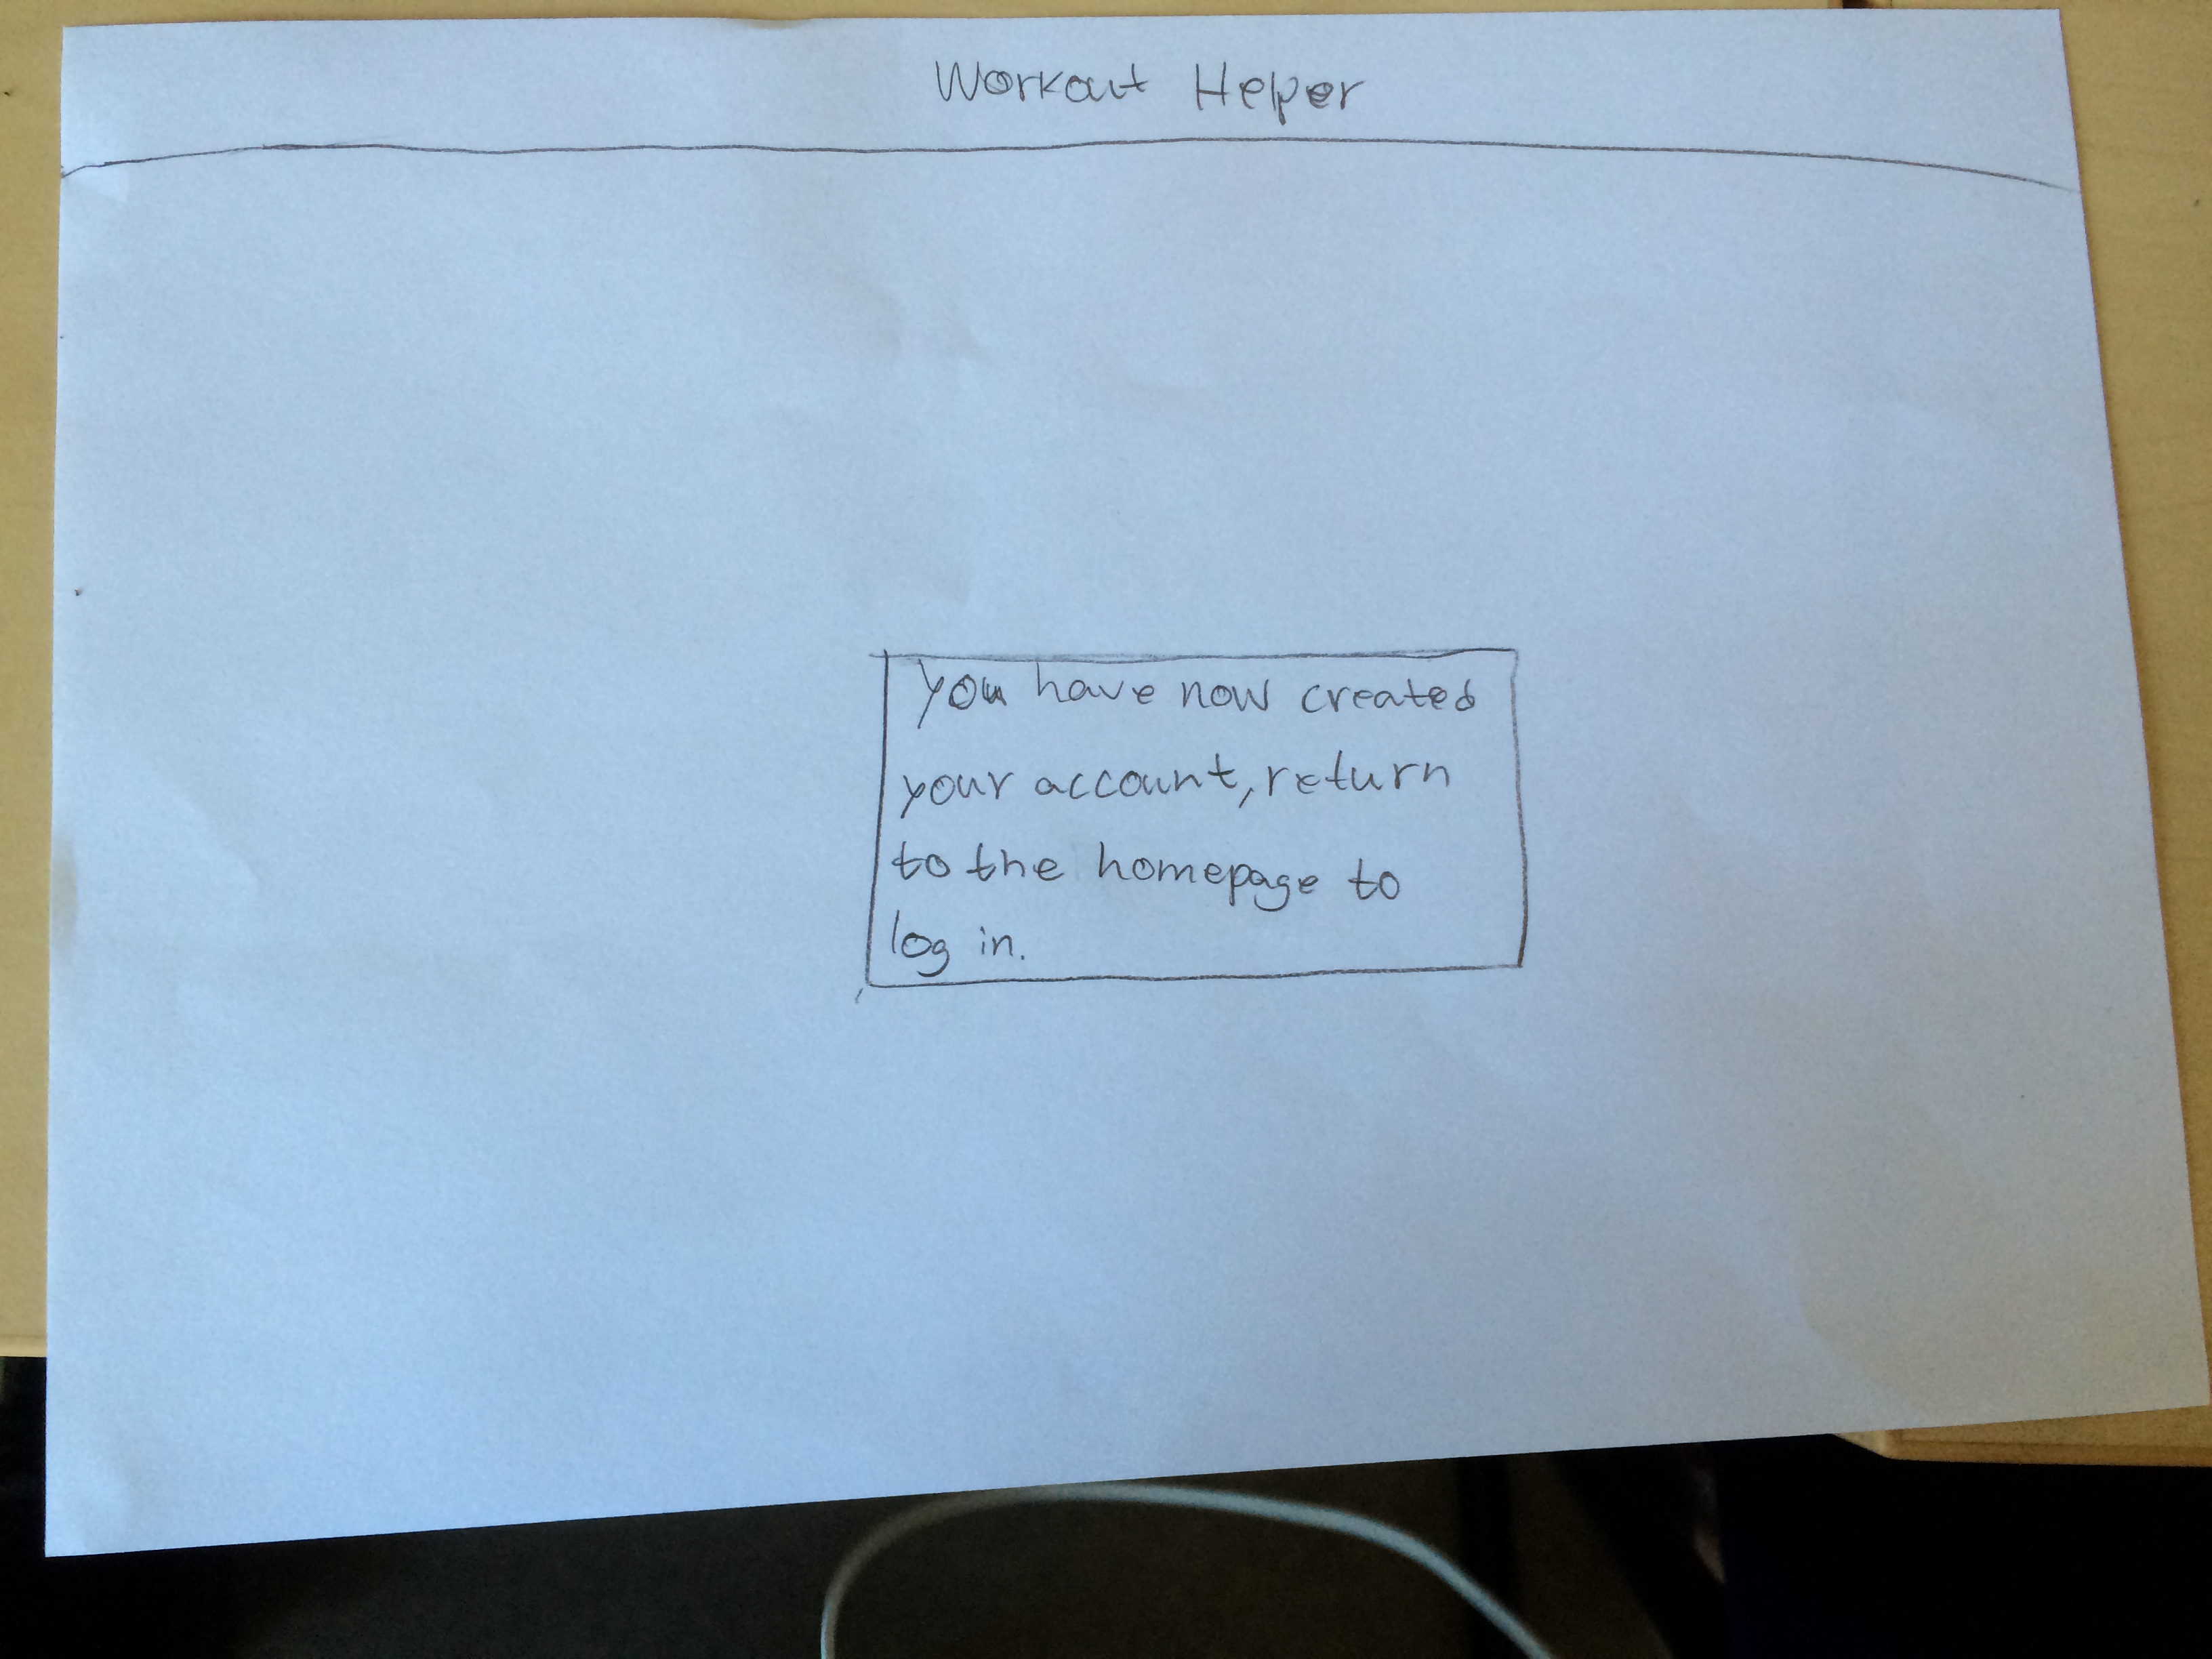 Workout Helper
You have now created
your account, return
to the homepage to
log in.